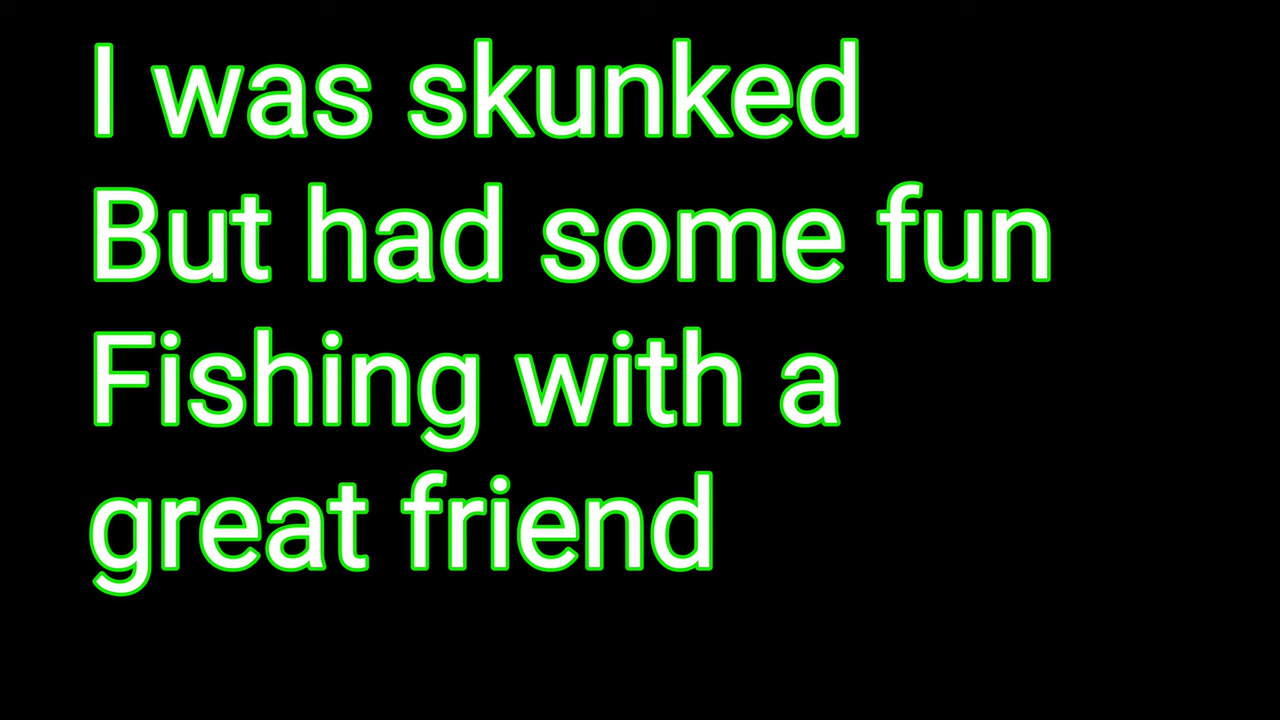 I was skunked
But had some fun
Fishing with a
great friend